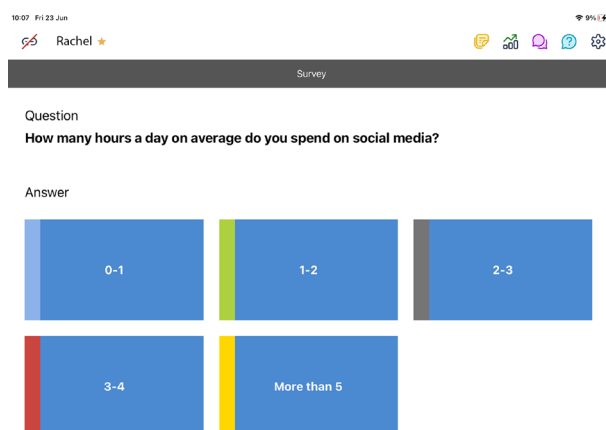 10:07 Fri 23 Jun 9%
Rachel
Survey
Question
How many hours a day on average do you spend on social media?
Answer
0-1 1-2 2-3
3-4 More than 5